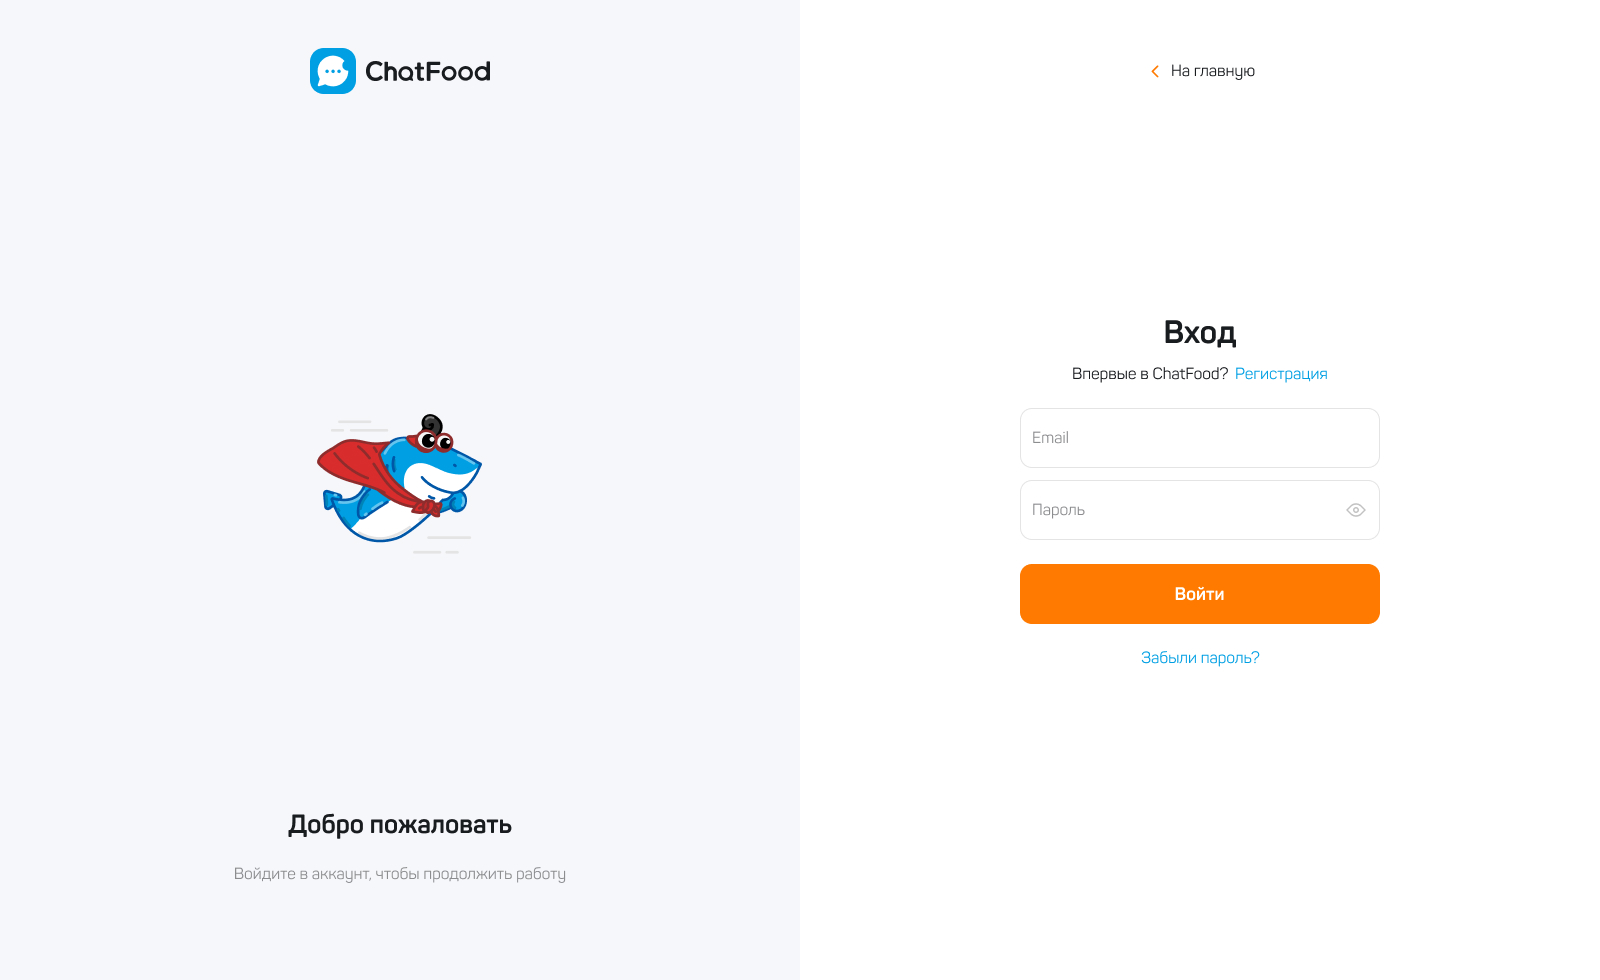 ChatFood
Добро пожаловать
Войдите в аккаунт, чтобы продолжить работу
На главную
Вход
Впервые в ChatFood? Регистрация
Email
Пароль
Войти
Забыли пароль?